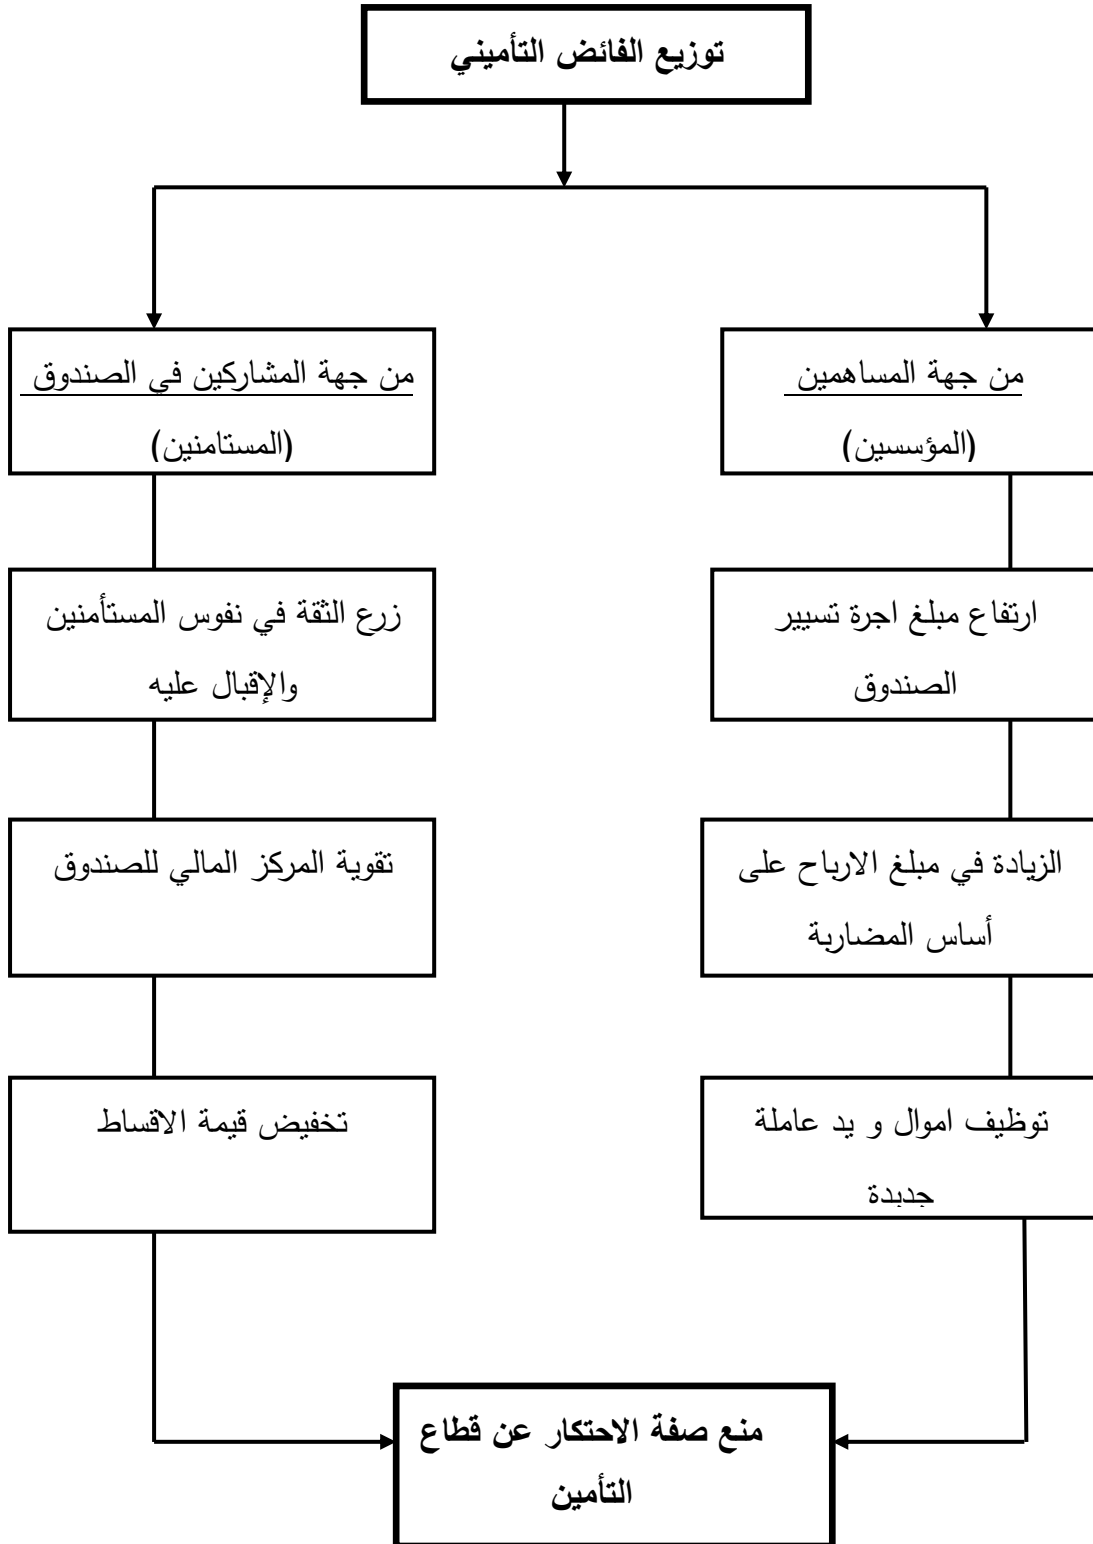 توزيع الفائض التأميني
من جهة المساهمين
(المؤسسين)
ارتفاع مبلغ اجرة تسيير
الصندوق
الزيادة في مبلغ الارباح على
أساس المضاربة
توظيف اموال و يد عاملة
جديدة
من جهة المشاركين في الصندوق
(المستامنين)
زرع الثقة في نفوس المستأمنين
والإقبال عليه
تقوية المركز المالي للصندوق
تخفيض قيمة الاقساط
منع صفة الاحتكار عن قطاع
التأمين